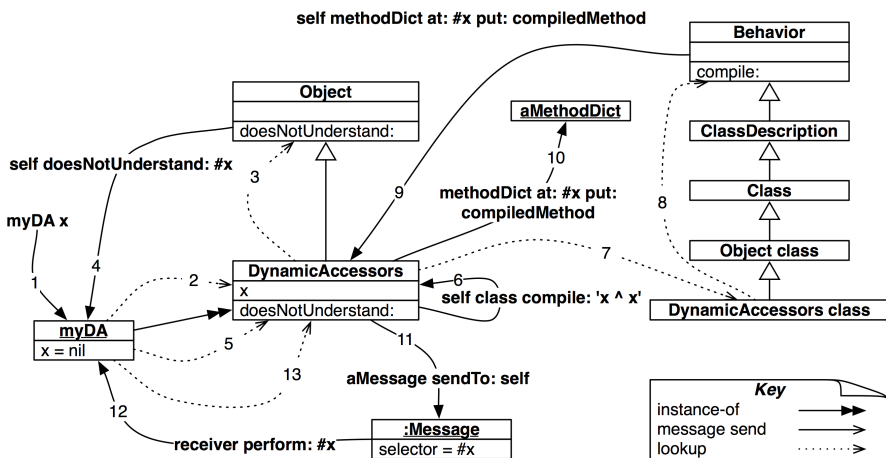 self methodDict at: #x put: compiledMethod
Behavior
compile:
Object
doesNotUnderstand:
aMethodDict
ClassDescription
self doesNotUnderstand: #x
3
10
9
methodDict at: #x put:
compiledMethod
Class
8
myDA x
4
Object class
7
1
2
DynamicAccessors
x
doesNotUnderstand:
6
self class compile: 'x ^ x'
DynamicAccessors class
myDA
x = nil
5
11
13
aMessage sendTo: self
12
Key
instance-of
message send
lookup
receiver perform: #x
:Message
selector = #x